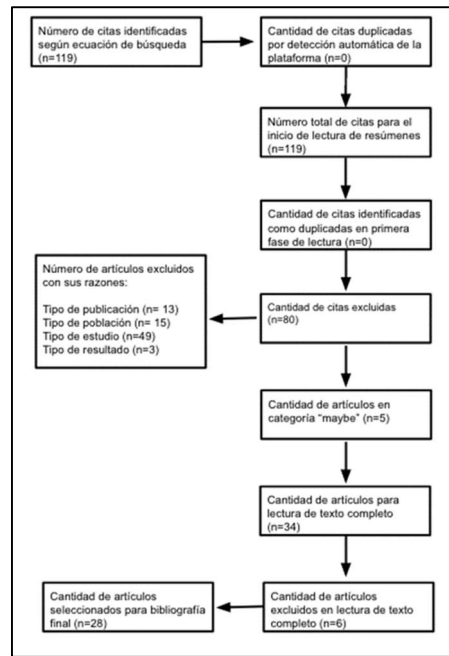 Número de citas identificadas
según ecuación de búsqueda
(n=119)
Cantidad de citas duplicadas
por detección automática de la
plataforma (n=0)
Número total de citas para el
inicio de lectura de resúmenes
(n=119)
Cantidad de citas identificadas
como duplicadas en primera
fase de lectura (n=0)
Número de artículos excluidos
con sus razones:
Tipo de publicación (n= 13)
Tipo de población (n= 15)
Tipo de estudio (n=49)
Tipo de resultado (n=3)
Cantidad de citas excluidas
(n=80)
Cantidad de artículos en
categoría “maybe” (n=5)
Cantidad de artículos para
lectura de texto completo
(n=34)
Cantidad de artículos
seleccionados para bibliografía
final (n=28)
Cantidad de artículos
excluidos en lectura de texto
completo (n=6)